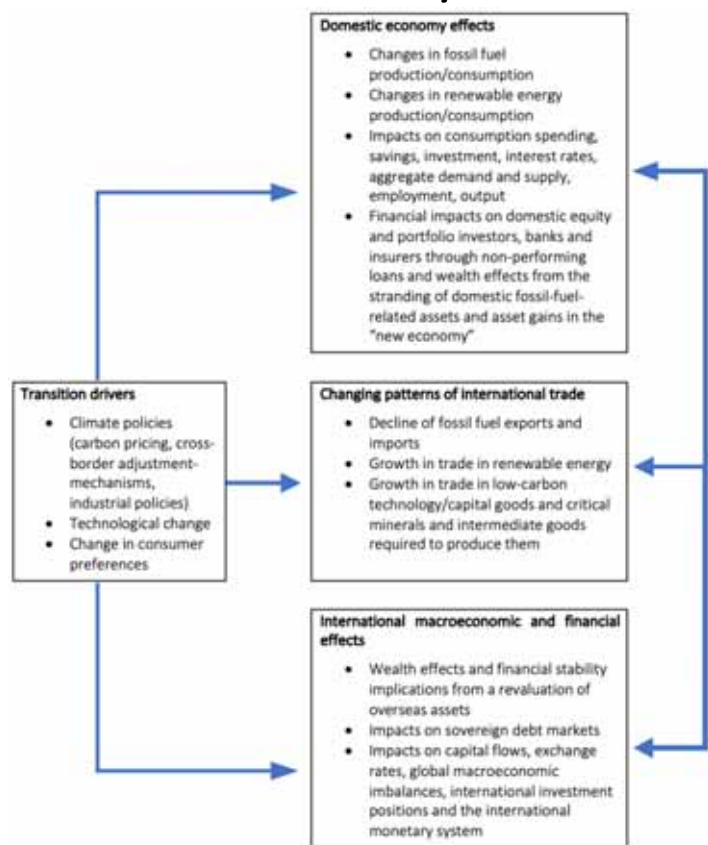 Domestic economy effects
• Changes in fossil fuel
production/consumption
• Changes in renewable energy
production/consumption
• Impacts on consumption spending,
savings, investment, interest rates,
aggregate demand and supply,
employment, output
• Financial impacts on domestic equity
and portfolio investors, banks and
insurers through non-performing
loans and wealth effects from the
stranding of domestic fossil-fuel-
related assets and asset gains in the
"new economy"
Transition drivers
• Climate policies
(carbon pricing, cross-
border adjustment-
mechanisms,
industrial policies)
• Technological change
• Change in consumer
preferences
Changing patterns of international trade
• Decline of fossil fuel exports and
imports
• Growth in trade in renewable energy
• Growth in trade in low-carbon
technology/capital goods and critical
minerals and intermediate goods
required to produce them
International macroeconomic and financial
effects
• Wealth effects and financial stability
implications from a revaluation of
overseas assets
• Impacts on sovereign debt markets
• Impacts on capital flows, exchange
rates, global macroeconomic
imbalances, international investment
positions and the international
monetary system